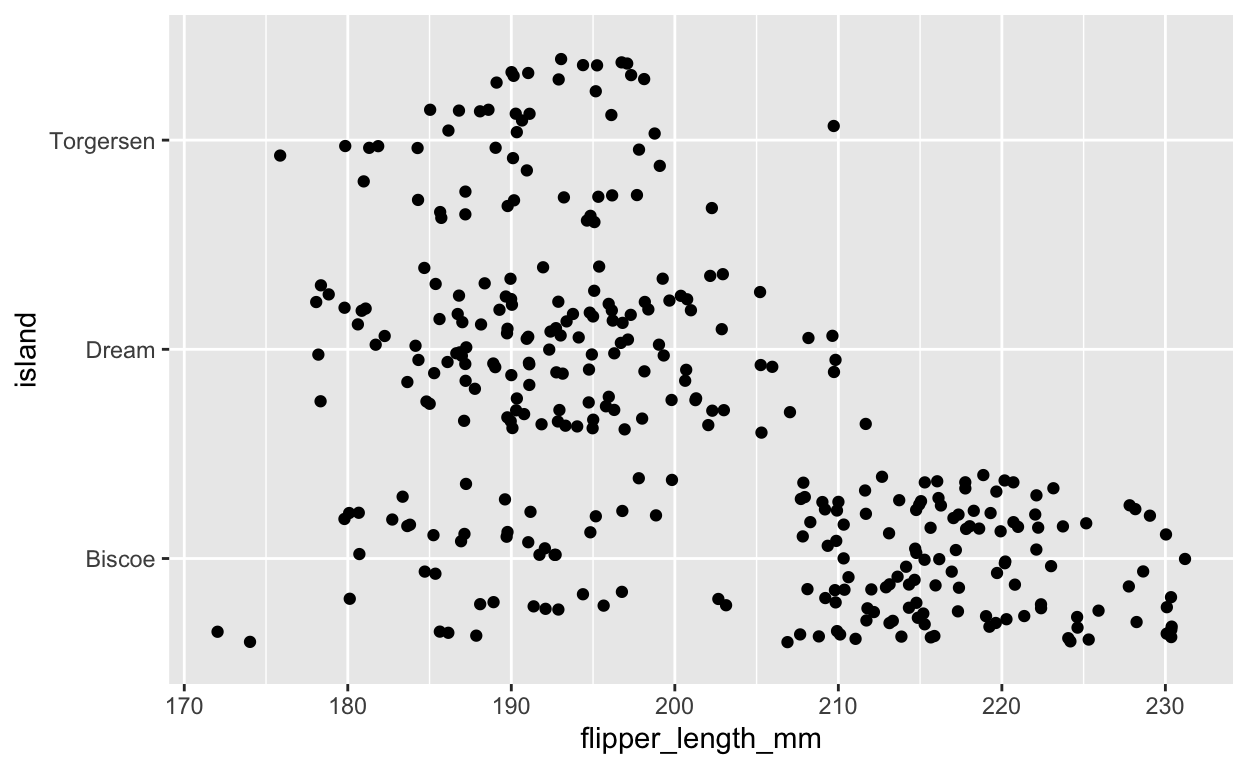 Torgersen
Dream
Biscoe
island
170 180 190 200 210 220 230
flipper_length_mm